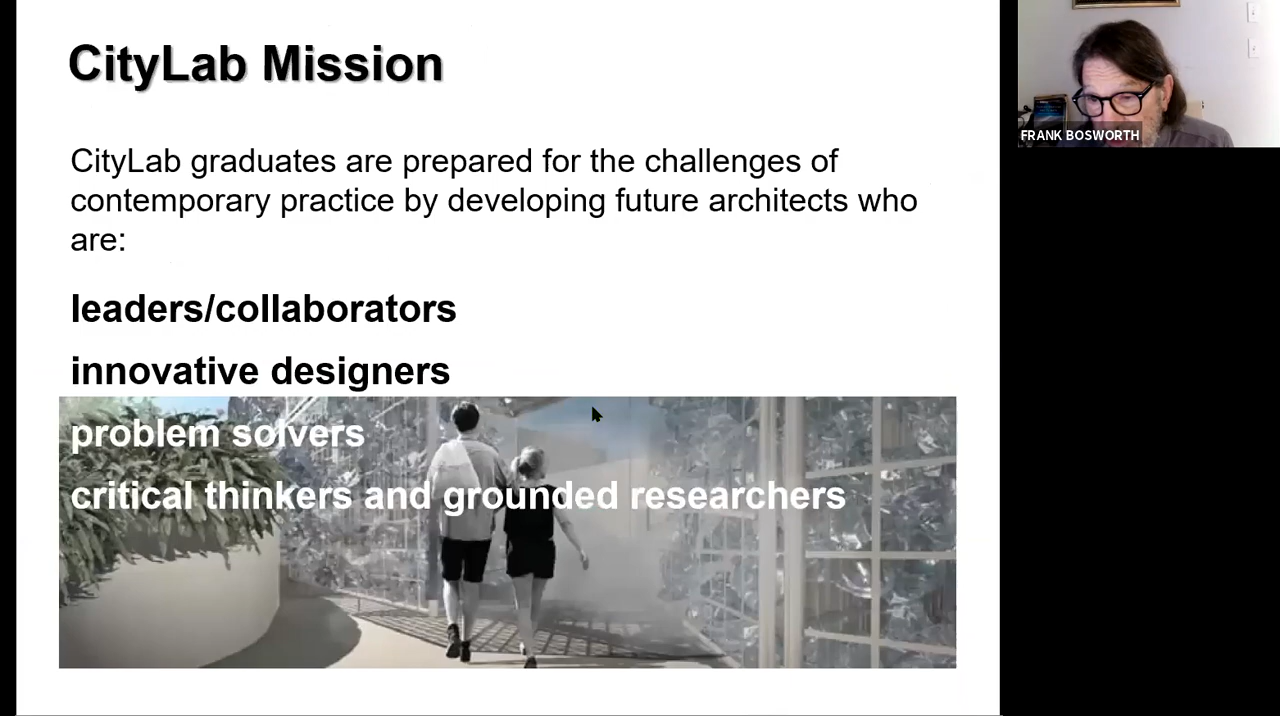 CityLab Mission
CityLab graduates are prepared for the challenges of
contemporary practice by developing future architects who
are:
leaders/collaborators
innovative designers
problem solvers
critical thinkers and grounded researchers
FRANK BOSWORTH